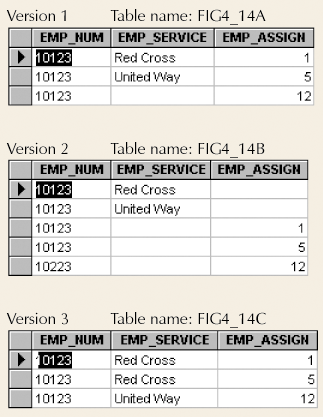 Version 1 Table name: FIG4_14A
EMP_NUM EMP_SERVICE EMP_ASSIGN
10123 Red Cross 1
10123 United Way 5
10123 12
Version 2 Table name: FIG4_14B
EMP_NUM EMP_SERVICE EMP_ASSIGN
10123 Red Cross
10123 United Way
10123 1
10123 5
10223 12
Version 3 Table name: FIG4_14C
EMP_NUM EMP_SERVICE EMP_ASSIGN
10123 Red Cross 1
10123 Red Cross 5
10123 United Way 12